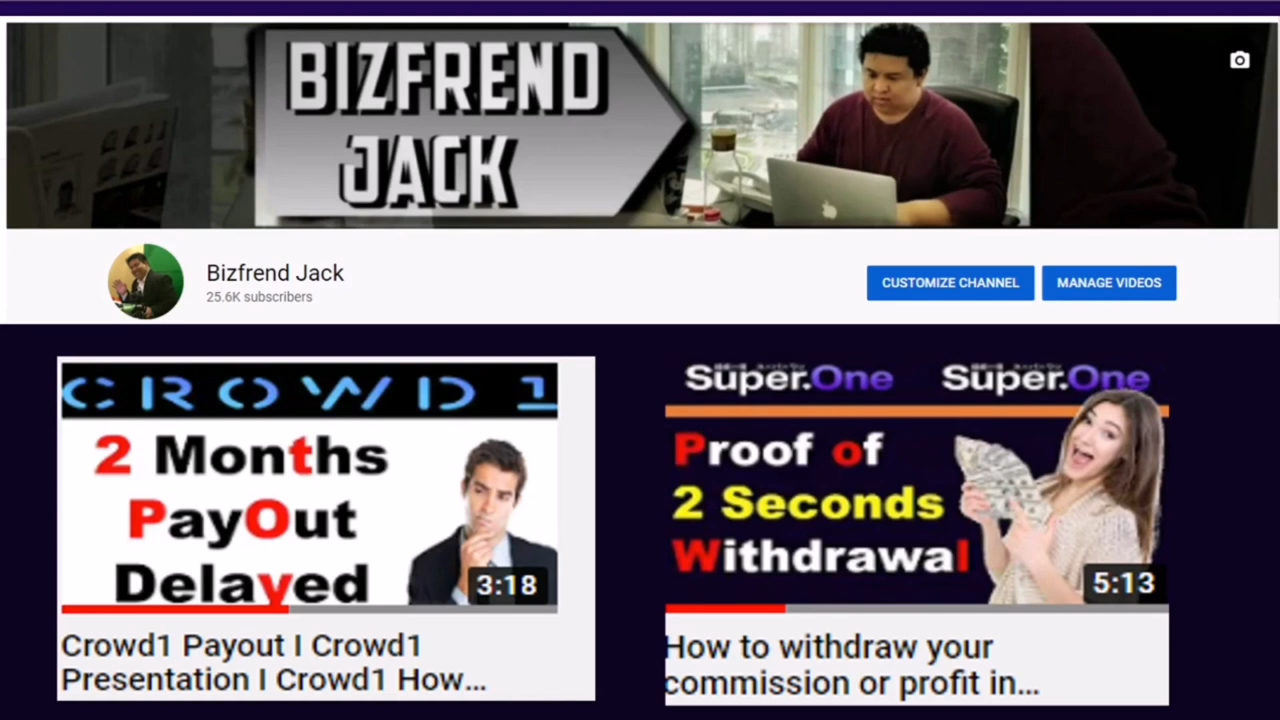 BIZFREND
JACK
Bizfrend Jack
25.6K subscribers
CUSTOMIZE CHANNEL
MANAGE VIDEOS
CROWD1
2 Months
PayOut
Delayed
3:18
Crowd1 Payout I Crowd1
Presentation I Crowd1 How...
Super.One Super.One
Proof of
2 Seconds
Withdrawal
5:13
How to withdraw your
commission or profit in...